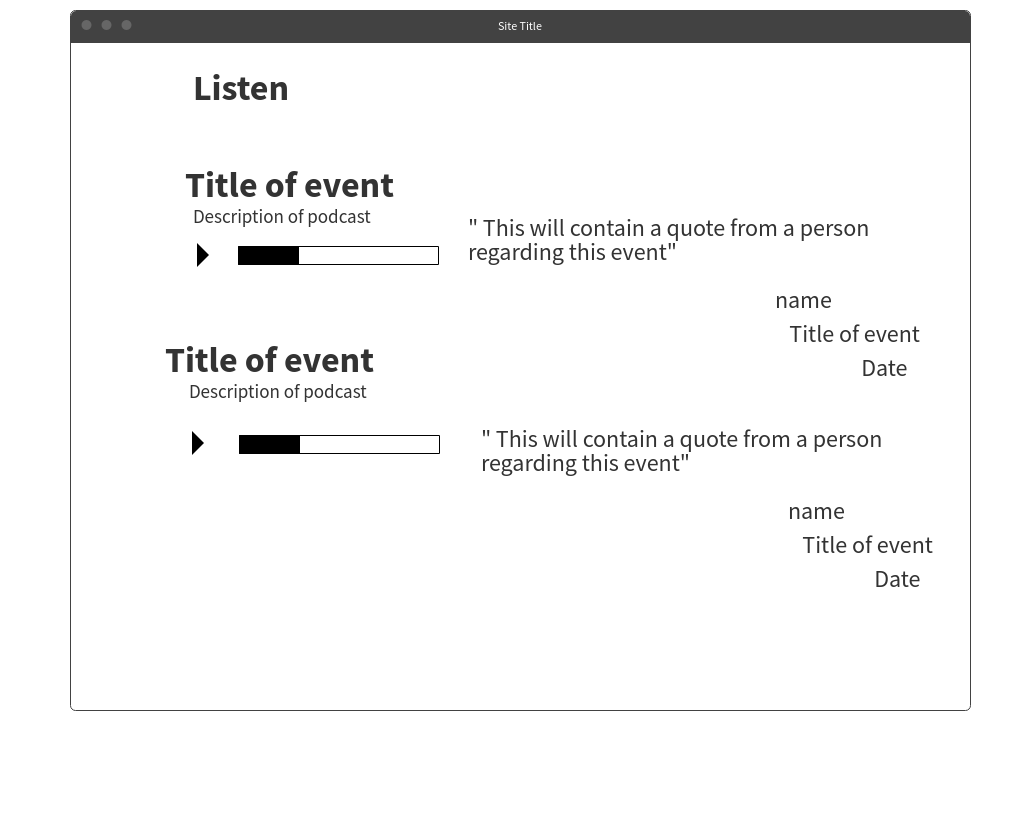 Site Title
Listen
Title of event
Description of podcast
" This will contain a quote from a person
regarding this event"
name
Title of event
Date
Title of event
Description of podcast
" This will contain a quote from a person
regarding this event"
name
Title of event
Date